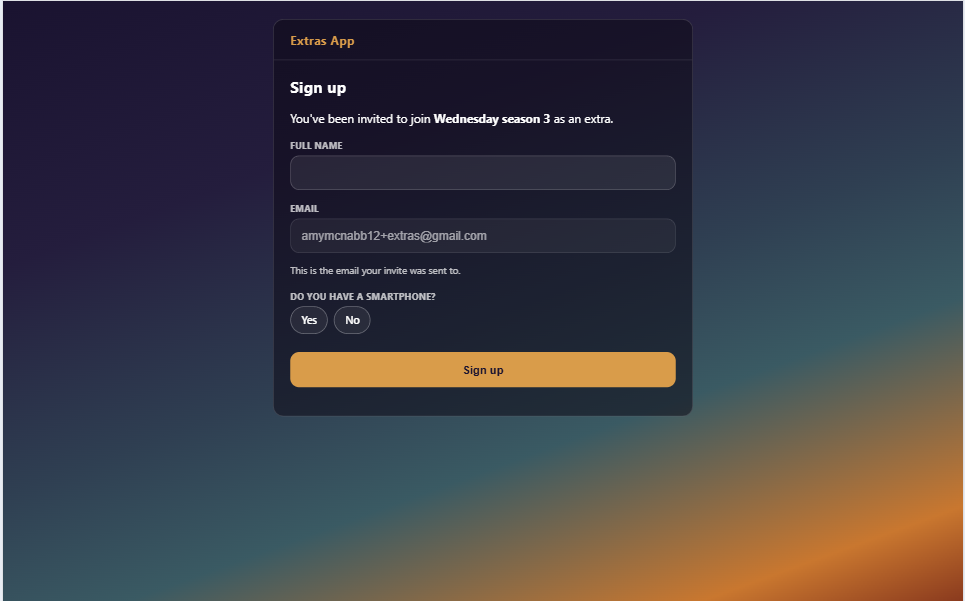 Extras App
Sign up
You've been invited to join Wednesday season 3 as an extra.
FULL NAME
EMAIL
amymcnabb12+extras@gmail.com
This is the email your invite was sent to.
DO YOU HAVE A SMARTPHONE?
Yes No
Sign up